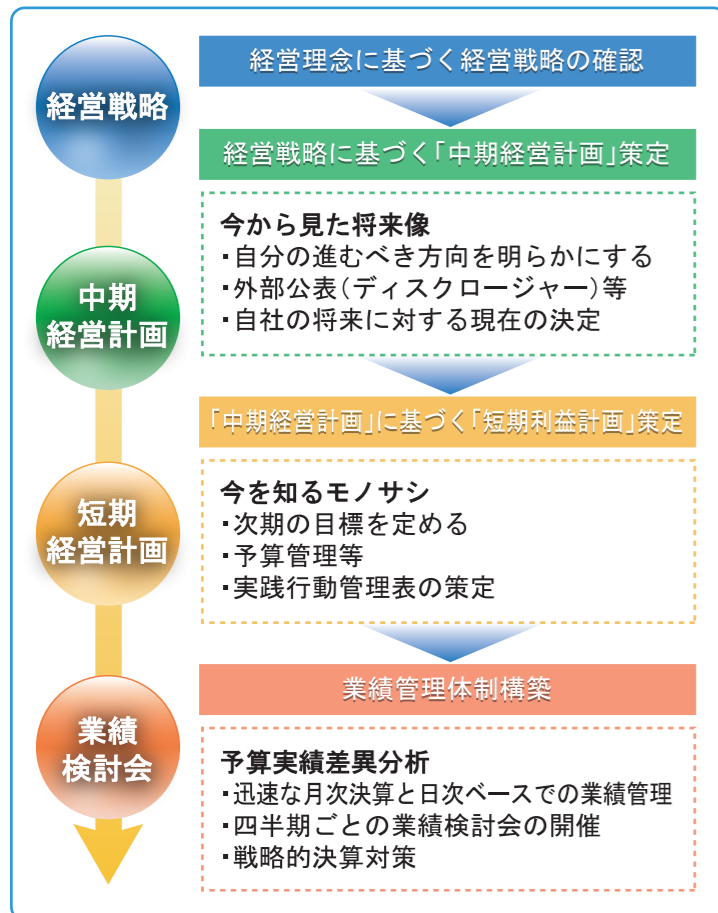 経営戦略
経営理念に基づく経営戦略の確認
経営戦略に基づく「中期経営計画」策定
中期
経営計画
今から見た将来像
・自分の進むべき方向を明らかにする
・外部公表(ディスクロージャー)等
・自社の将来に対する現在の決定
「中期経営計画」に基づく「短期利益計画」策定
短期
経営計画
今を知るモノサシ
・次期の目標を定める
・予算管理等
・実践行動管理表の策定
業績管理体制構築
業績
検討会
予算実績差異分析
・迅速な月次決算と日次ベースでの業績管理
・四半期ごとの業績検討会の開催
・戦略的決算対策